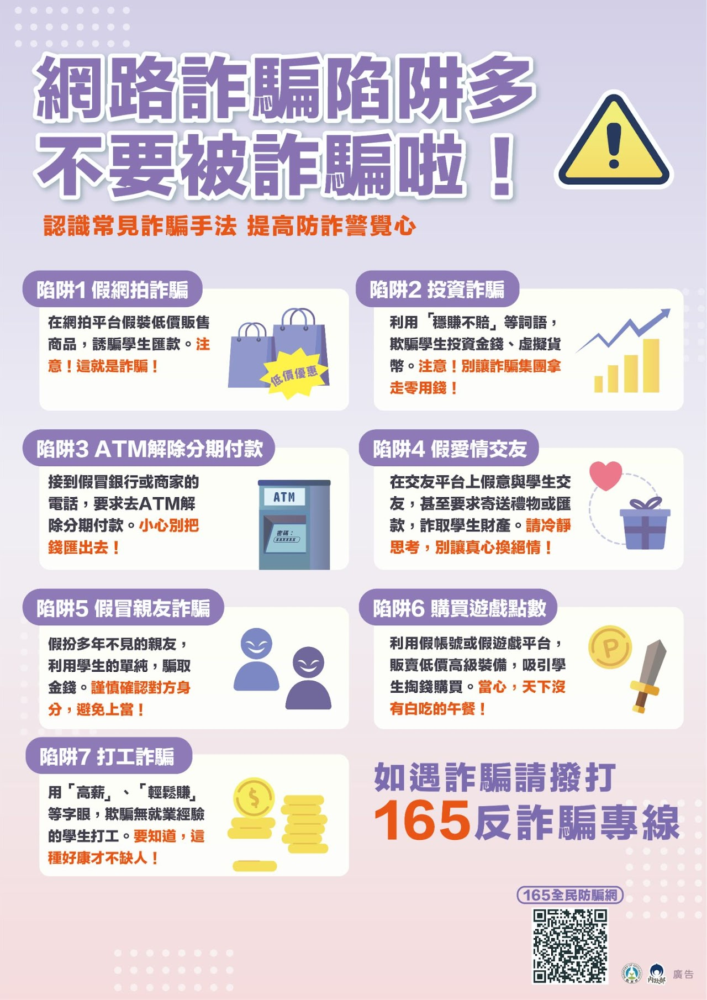 網路詐騙陷阱多
不要被詐騙啦！
認識常見詐騙手法 提高防詐警覺心
陷阱1 假網拍詐騙
在網拍平台假裝低價販售
商品，誘騙學生匯款。注
意！這就是詐騙！
低價優惠
陷阱2 投資詐騙
利用「穩賺不賠」等詞語，
欺騙學生投資金錢、虛擬貨
幣。注意！別讓詐騙集團拿
走零用錢！
陷阱3 ATM解除分期付款
接到假冒銀行或商家的
電話，要求去ATM解
除分期付款。小心別把
錢匯出去！
ATM
密碼：
XXXXXX
陷阱4 假愛情交友
在交友平台上假意與學生交
友，甚至要求寄送禮物或匯
款，詐取學生財產。請冷靜
思考，別讓真心換絕情！
陷阱5 假冒親友詐騙
假扮多年不見的親友，
利用學生的單純，騙取
金錢。謹慎確認對方身
分，避免上當！
陷阱6 購買遊戲點數
利用假帳號或假遊戲平台，
販賣低價高級裝備，吸引學
生掏錢購買。當心，天下沒
有白吃的午餐！
P
陷阱7 打工詐騙
用「高薪」、「輕鬆賺」
等字眼，欺騙無就業經驗
的學生打工。要知道，這
種好康才不缺人！
$
如遇詐騙請撥打
165反詐騙專線
165全民防騙網
MINISTRY OF EDUCATION
教育部
內政部
廣告